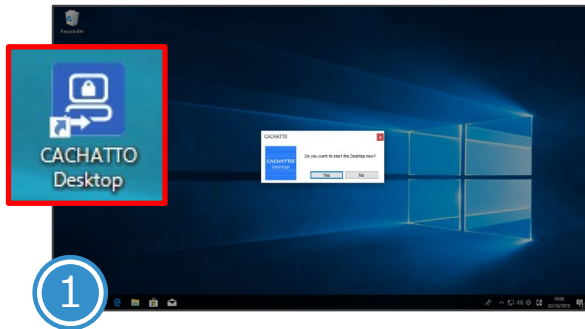 Recycle Bin
CACHATTO
Desktop
CACHATTO
Do you want to start the Desktop now?
CACHATTO
Desktop
Yes
No
1